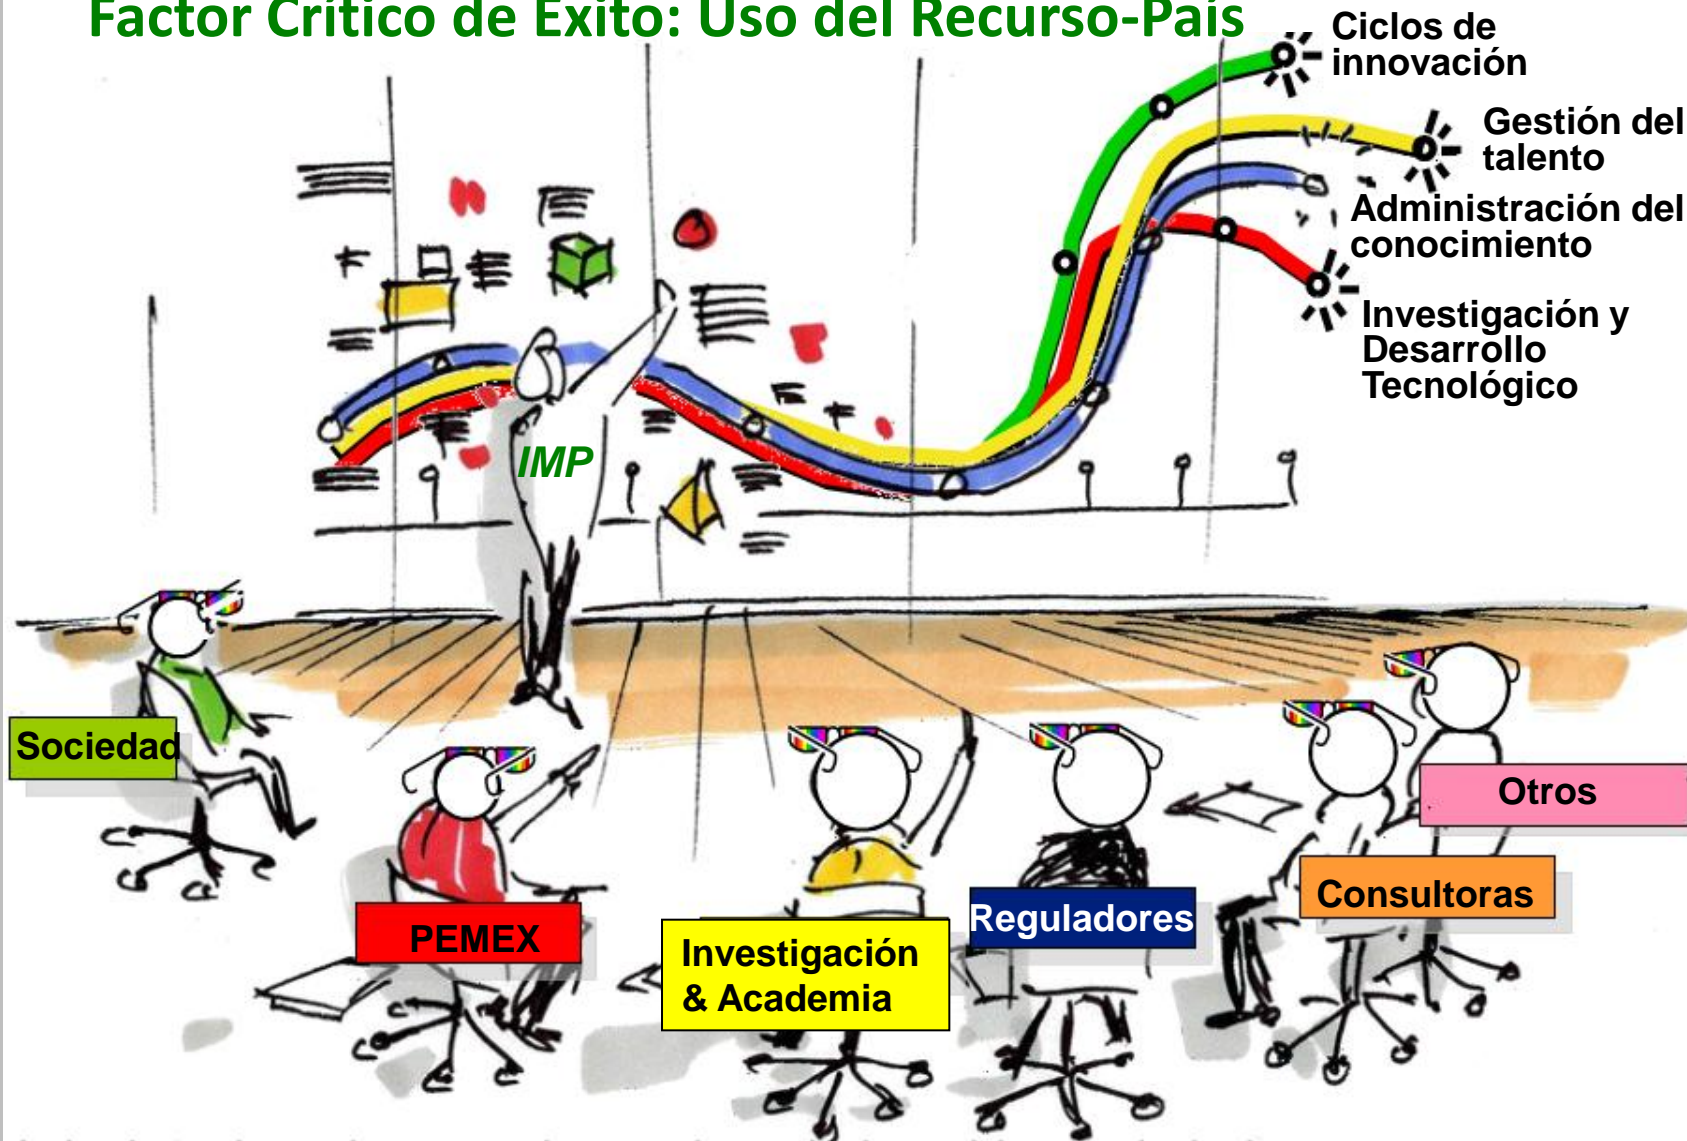 Factor Crítico de Éxito: Uso del Recurso-País
Ciclos de
innovación
Gestión del
talento
Administración del
conocimiento
Investigación y
Desarrollo
Tecnológico
IMP
Sociedad
PEMEX
Investigación
& Academia
Reguladores
Consultoras
Otros